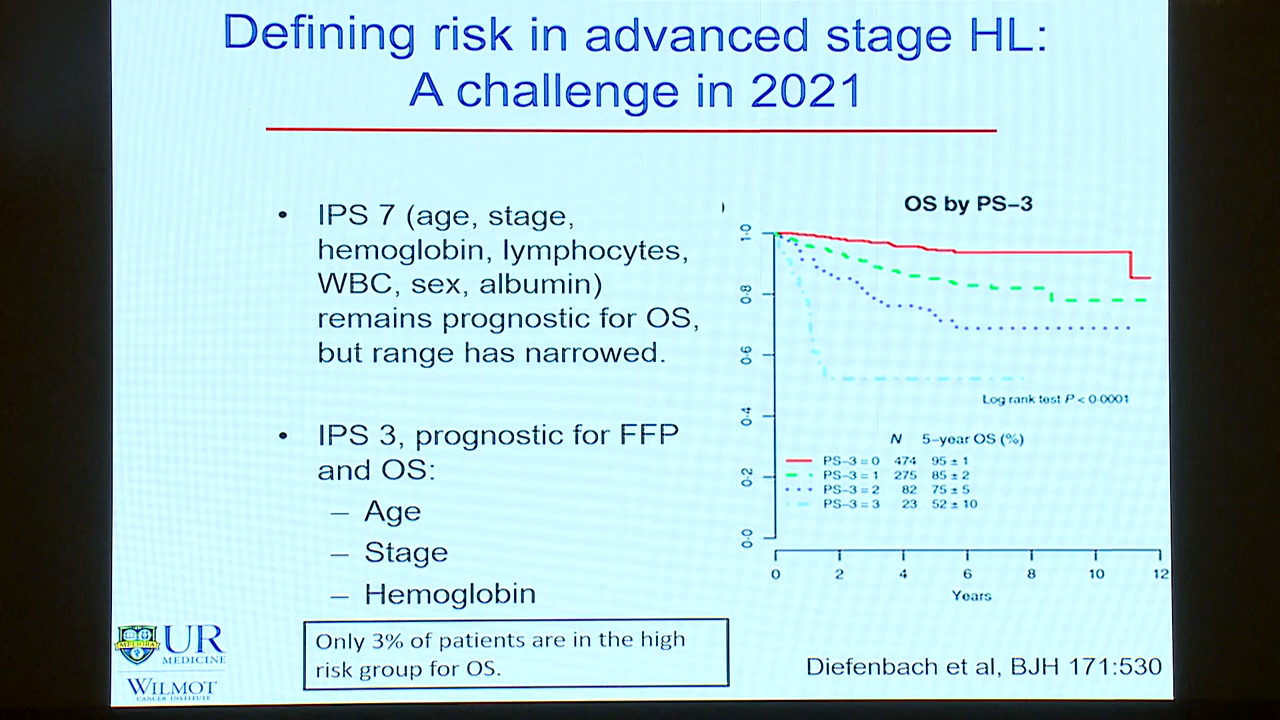 Defining risk in advanced stage HL:
A challenge in 2021
• IPS 7 (age, stage,
hemoglobin, lymphocytes,
WBC, sex, albumin)
remains prognostic for OS,
but range has narrowed.
• IPS 3, prognostic for FFP
and OS:
– Age
– Stage
– Hemoglobin
Only 3% of patients are in the high
risk group for OS.
)
OS by PS–3
1·0
0·8
0·6
0·4
0·2
0·0
Log rank test P < 0·0001
N 5–year OS (%)
PS–3 = 0 474 95 ± 1
PS–3 = 1 275 85 ± 2
PS–3 = 2 82 75 ± 5
PS–3 = 3 23 52 ± 10
0 2 4 6 8 10 12
Years
MELIORA
UR
MEDICINE
WILMOT
CANCER INSTITUTE
Diefenbach et al, BJH 171:530